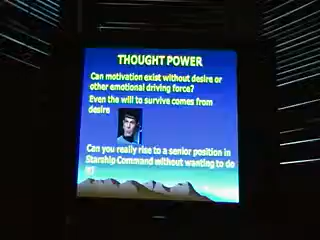 THOUGHT POWER
Can motivation exist without desire or
other emotional driving force?
Even the will to survive comes from
desire
Can you really rise to a senior position in
Starship Command without wanting to do
it?